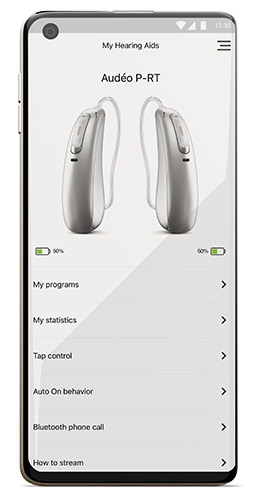 12:30
My Hearing Aids
Audéo P-RT
50% 50%
My programs
My statistics
Tap control
Auto On behavior
Bluetooth phone call
How to stream